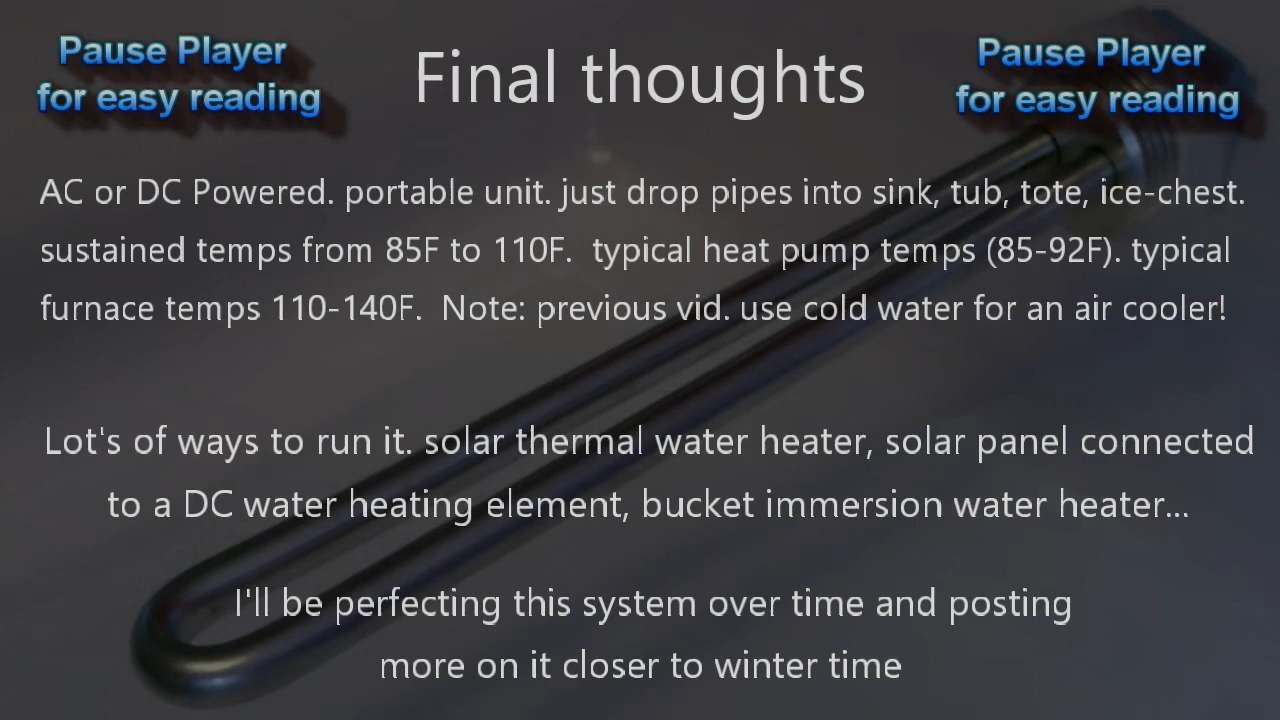 Pause Player
for easy reading
Final thoughts
Pause Player
for easy reading
AC or DC Powered. portable unit. just drop pipes into sink, tub, tote, ice-chest.
sustained temps from 85F to 110F.  typical heat pump temps (85-92F). typical
furnace temps 110-140F.  Note: previous vid. use cold water for an air cooler!
Lot's of ways to run it. solar thermal water heater, solar panel connected
to a DC water heating element, bucket immersion water heater...
I'll be perfecting this system over time and posting
more on it closer to winter time